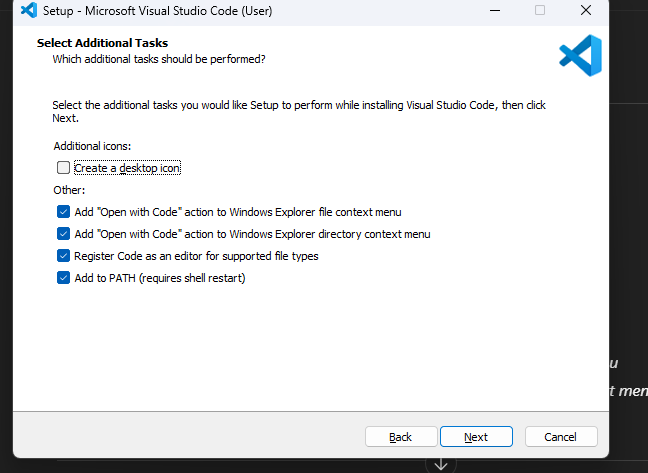 Setup - Microsoft Visual Studio Code (User)
Select Additional Tasks
Which additional tasks should be performed?
Select the additional tasks you would like Setup to perform while installing Visual Studio Code, then click
Next.
Additional icons:
Create a desktop icon
Other:
Add "Open with Code" action to Windows Explorer file context menu
Add "Open with Code" action to Windows Explorer directory context menu
Register Code as an editor for supported file types
Add to PATH (requires shell restart)
Back Next Cancel